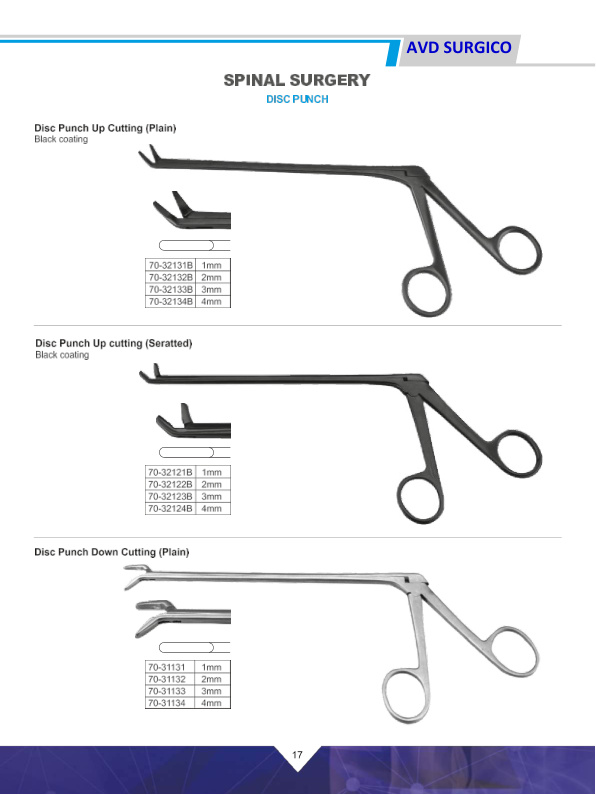 AVD SURGICO
SPINAL SURGERY
DISC PUNCH
Disc Punch Up Cutting (Plain)
Black coating
70-32131B 1mm
70-32132B 2mm
70-32133B 3mm
70-32134B 4mm
Disc Punch Up cutting (Seratted)
Black coating
70-32121B 1mm
70-32122B 2mm
70-32123B 3mm
70-32124B 4mm
Disc Punch Down Cutting (Plain)
70-31131 1mm
70-31132 2mm
70-31133 3mm
70-31134 4mm
17